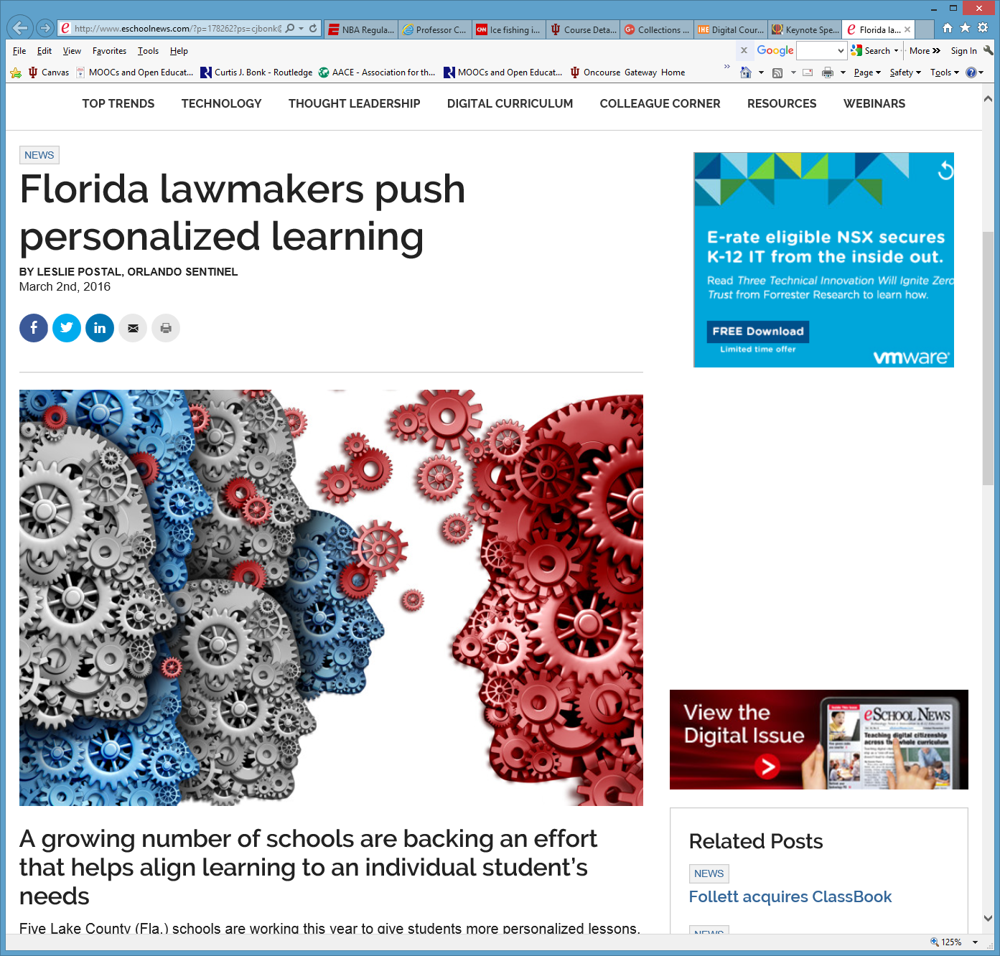 http://www.eschoolnews.com/?p=178262?ps=cjbonk@
NBA Regula...
Professor C...
Ice fishing i...
Course Deta...
Collections ...
Digital Cour...
Keynote Spe...
Florida la...
File Edit View Favorites Tools Help
Google
Search
More »
Sign In
Canvas
MOOCs and Open Educat...
Curtis J. Bonk - Routledge
AACE - Association for th...
MOOCs and Open Educat...
Oncourse
Gateway
Home
Page
Safety
Tools
TOP TRENDS
TECHNOLOGY
THOUGHT LEADERSHIP
DIGITAL CURRICULUM
COLLEAGUE CORNER
RESOURCES
WEBINARS
NEWS
Florida lawmakers push
personalized learning
BY LESLIE POSTAL, ORLANDO SENTINEL
March 2nd, 2016
E-rate eligible NSX secures
K-12 IT from the inside out.
Read Three Technical Innovation Will Ignite Zero
Trust from Forrester Research to learn how.
FREE Download
Limited time offer
vmware
View the
Digital Issue
eSCHOOL NEWS
Teaching digital citizenship
across the whole curriculum
A growing number of schools are backing an effort
that helps align learning to an individual student's
needs
Five Lake County (Fla.) schools are working this year to give students more personalized lessons,
Related Posts
NEWS
Follett acquires ClassBook
NEWS
125%